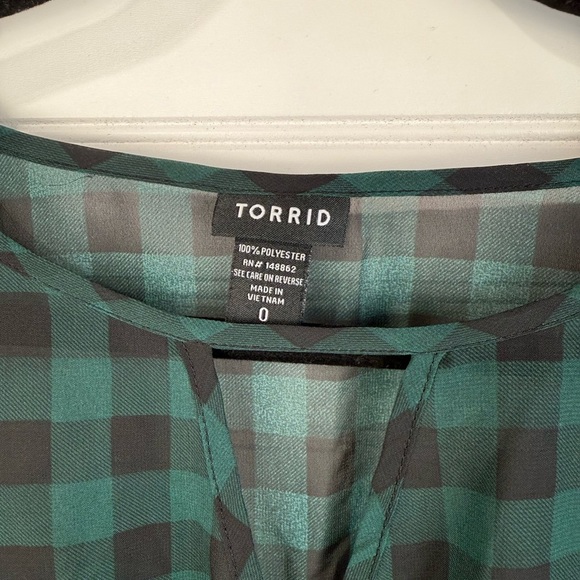 TORRID
100% POLYESTER
RN# 148862
SEE CARE ON REVERSE
MADE IN
VIETNAM
0